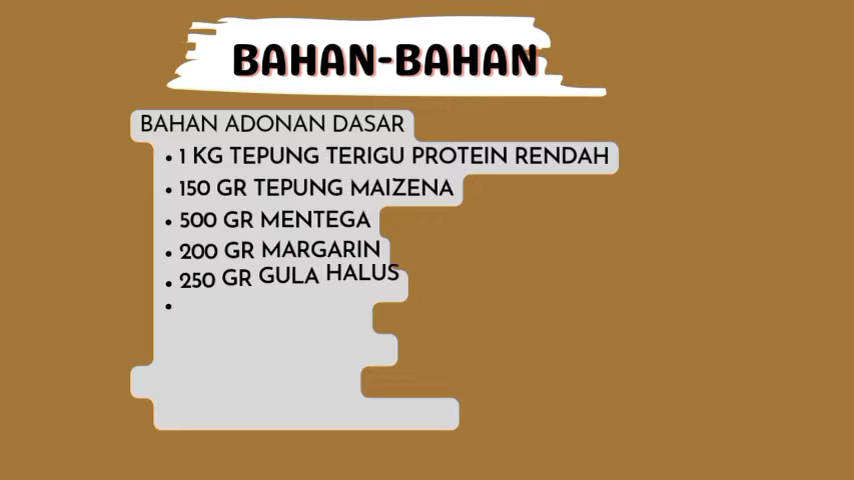 BAHAN-BAHAN
BAHAN ADONAN DASAR
• 1 KG TEPUNG TERIGU PROTEIN RENDAH
• 150 GR TEPUNG MAIZENA
• 500 GR MENTEGA
• 200 GR MARGARIN
• 250 GR GULA HALUS
•